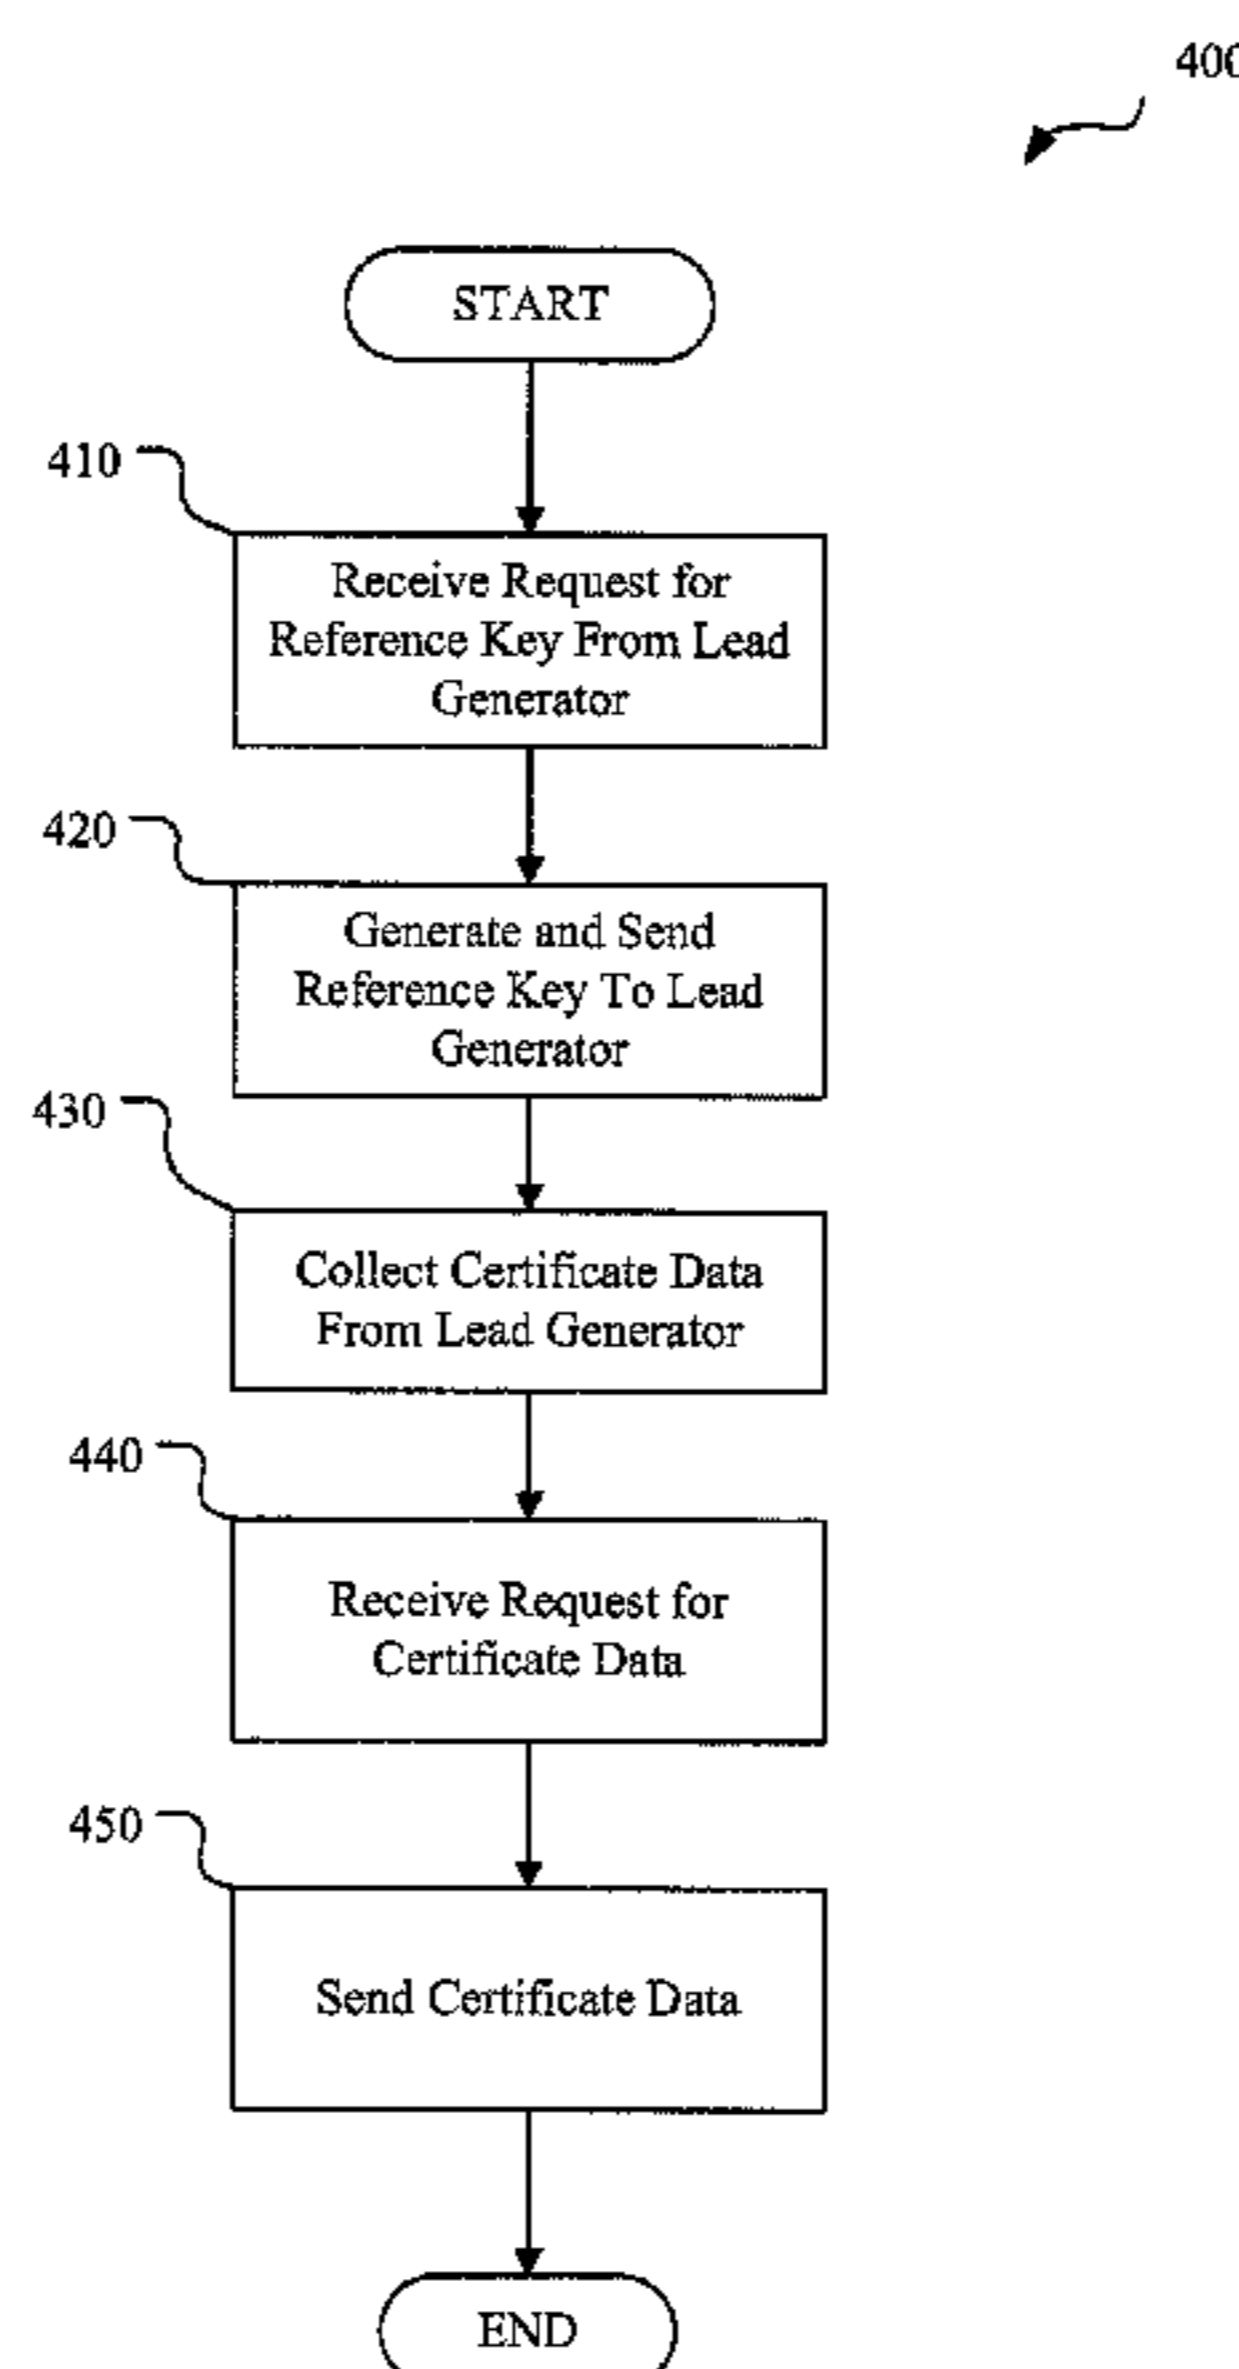 400
START
410
Receive Request for
Reference Key From Lead
Generator
420
Generate and Send
Reference Key To Lead
Generator
430
Collect Certificate Data
From Lead Generator
440
Receive Request for
Certificate Data
450
Send Certificate Data
END